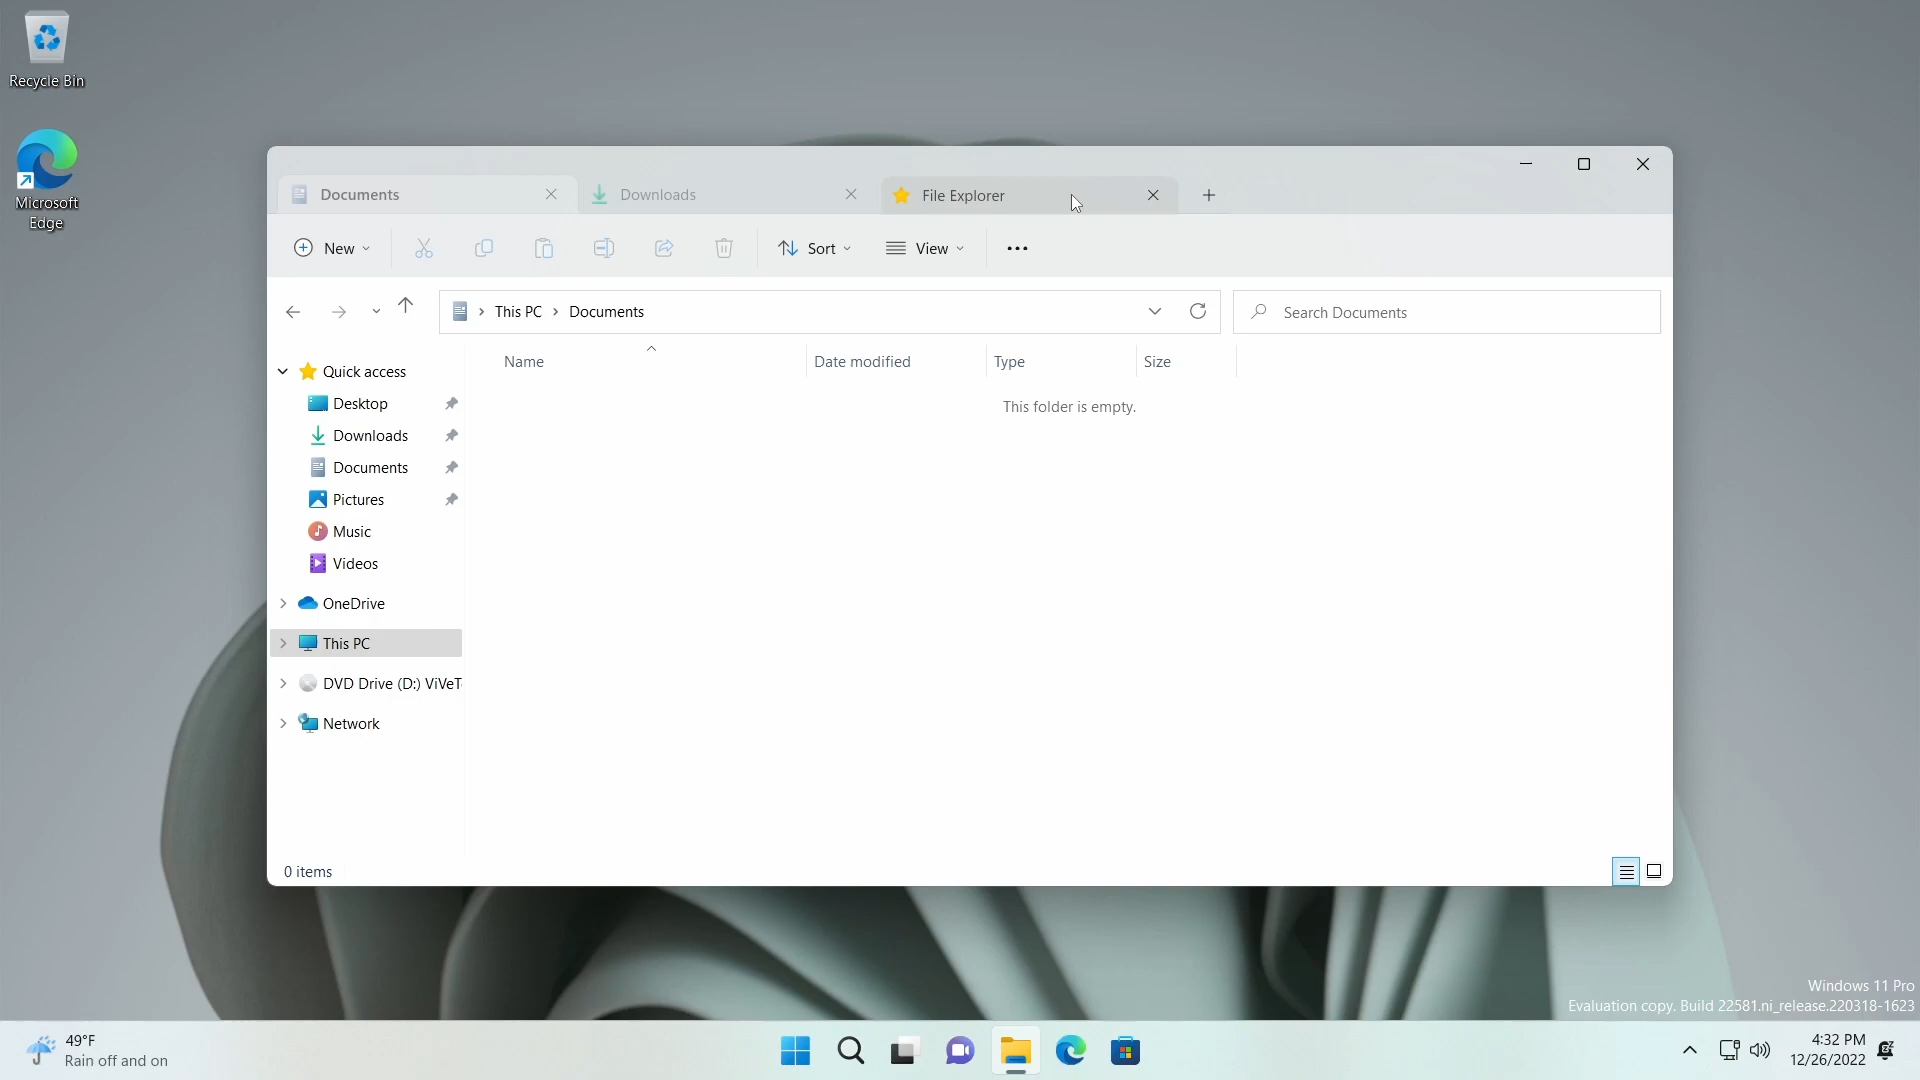 Recycle Bin
Microsoft
Edge
Documents
Downloads
File Explorer
New
Sort
View
This PC
Documents
Search Documents
Name
Date modified
Type
Size
This folder is empty.
Quick access
Desktop
Downloads
Documents
Pictures
Music
Videos
OneDrive
This PC
DVD Drive (D:) ViVeT
Network
0 items
Windows 11 Pro
Evaluation copy. Build 22581.ni_release.220318-1623
49°F
Rain off and on
4:32 PM
12/26/2022